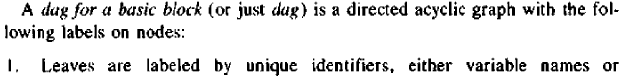 A dag for a basic block (or just dag) is a directed acyclic graph with the fol-
lowing labels on nodes:
1. Leaves are labeled by unique identifiers, either variable names or